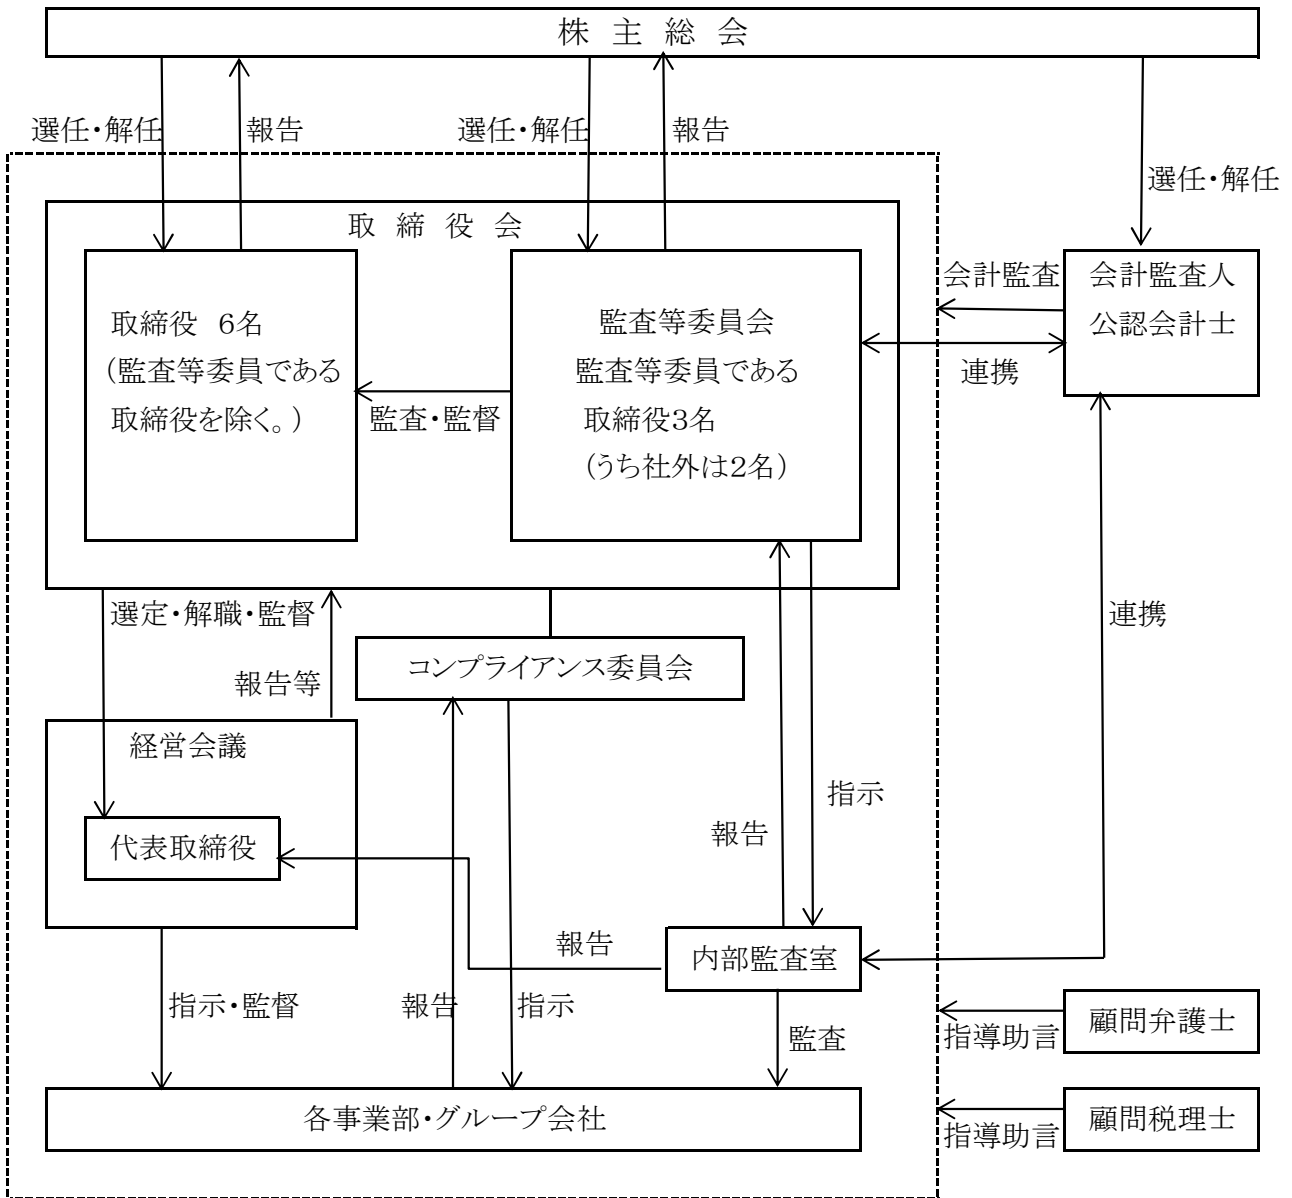 株 主 総 会
選任・解任
報告
選任・解任
報告
選任・解任
取 締 役 会
取締役 6名
(監査等委員である
取締役を除く。)
監査・監督
監査等委員会
監査等委員である
取締役3名
(うち社外は2名)
会計監査
連携
会計監査人
公認会計士
選定・解職・監督
報告等
コンプライアンス委員会
連携
経営会議
代表取締役
指示
報告
報告
内部監査室
指示・監督
報告
指示
監査
指導助言
顧問弁護士
各事業部・グループ会社
指導助言
顧問税理士